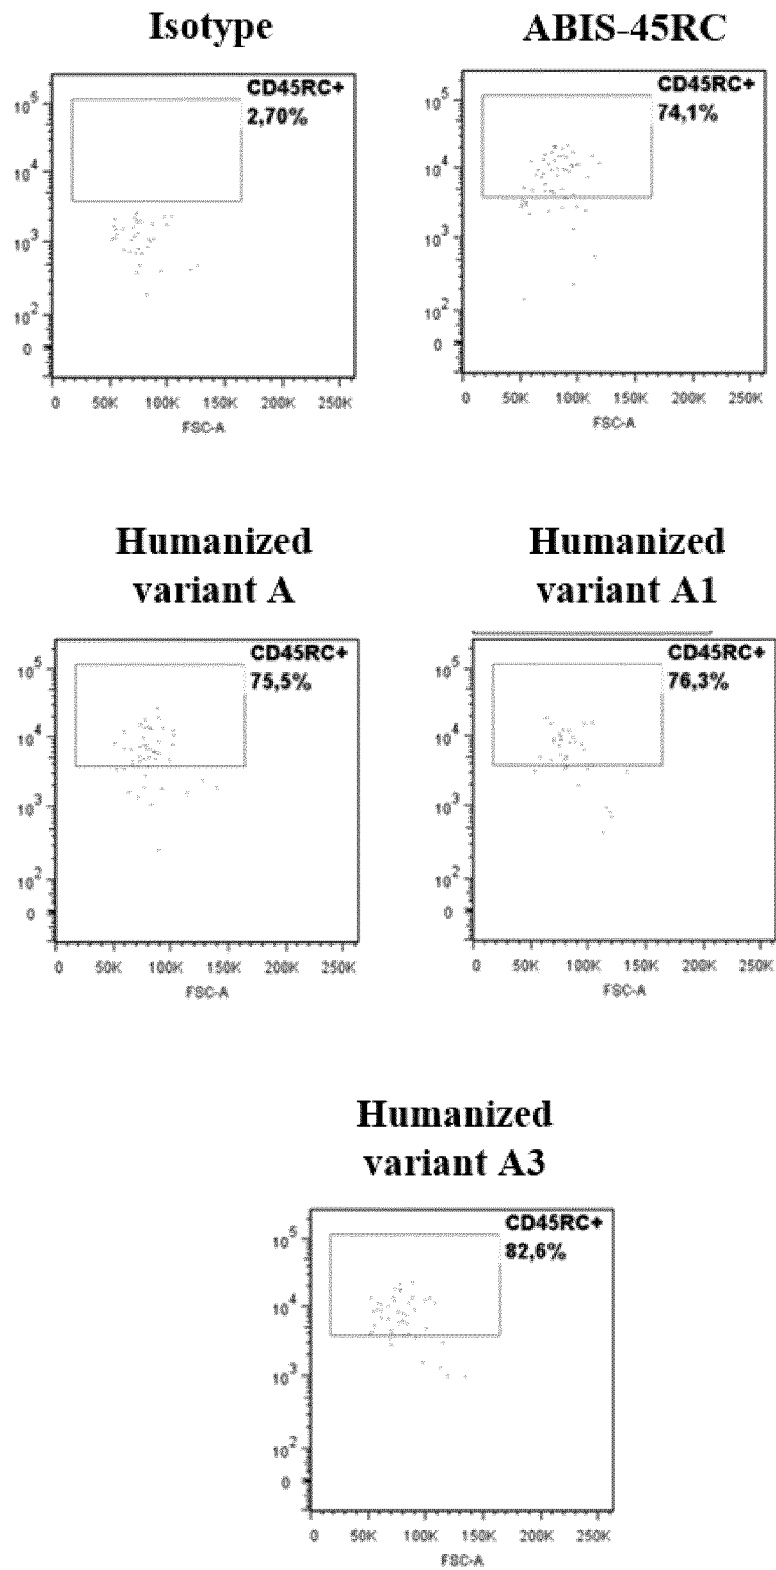 Isotype
CD45RC+
2,70%
10^5
10^4
10^3
10^2
0
0 50K 100K 150K 200K 250K
FSC-A
ABIS-45RC
CD45RC+
74,1%
10^5
10^4
10^3
10^2
0
0 50K 100K 150K 200K 250K
FSC-A
Humanized
variant A
CD45RC+
75,5%
10^5
10^4
10^3
10^2
0
0 50K 100K 150K 200K 250K
FSC-A
Humanized
variant A1
CD45RC+
76,3%
10^5
10^4
10^3
10^2
0
0 50K 100K 150K 200K 250K
FSC-A
Humanized
variant A3
CD45RC+
82,6%
10^5
10^4
10^3
10^2
0
0 50K 100K 150K 200K 250K
FSC-A